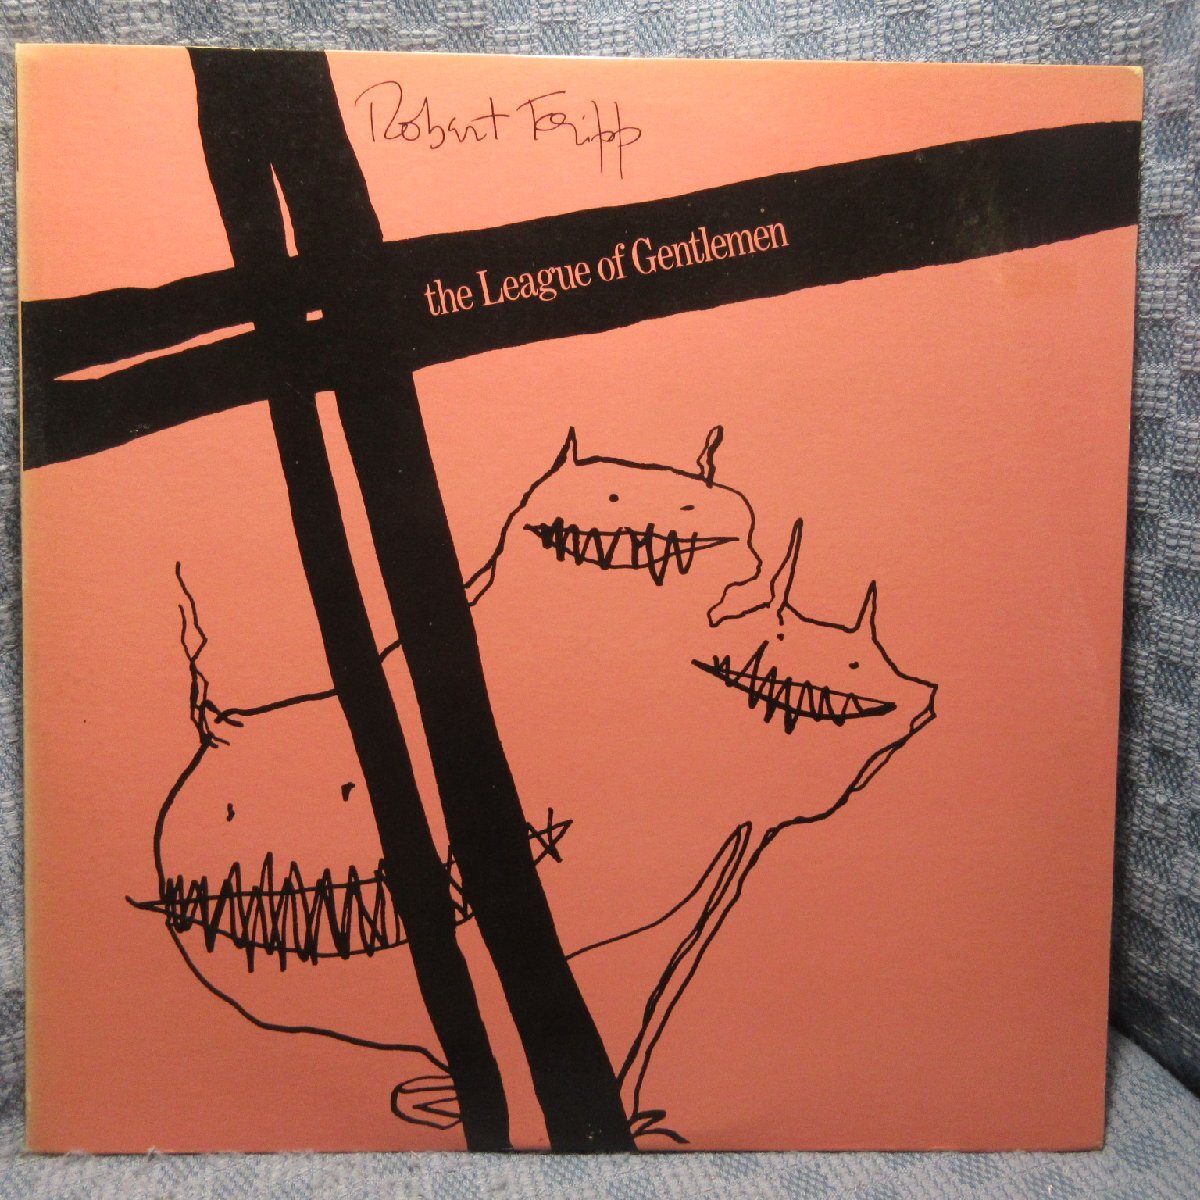 Robert Fripp
the League of Gentlemen